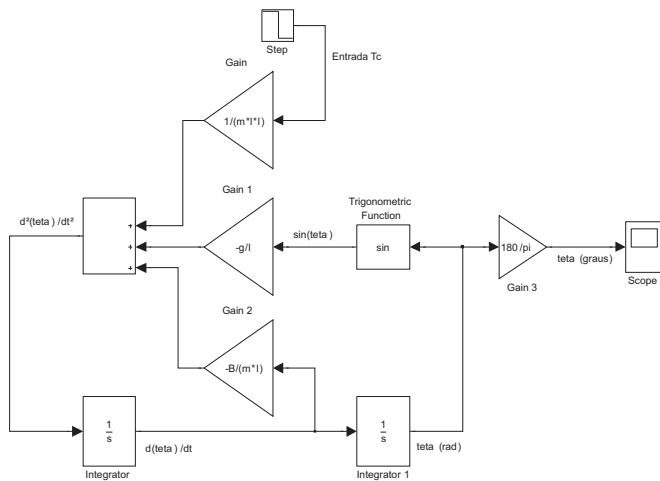 Step
Entrada Tc
Gain
1/(m*l*l)
Gain 1
Trigonometric
Function
d²(teta) /dt²
+
+
+
-g/l
sin(teta)
sin
180 /pi
teta (graus)
Scope
Gain 3
Gain 2
-B/(m*l)
1
s
d(teta) /dt
Integrator
1
s
teta (rad)
Integrator 1